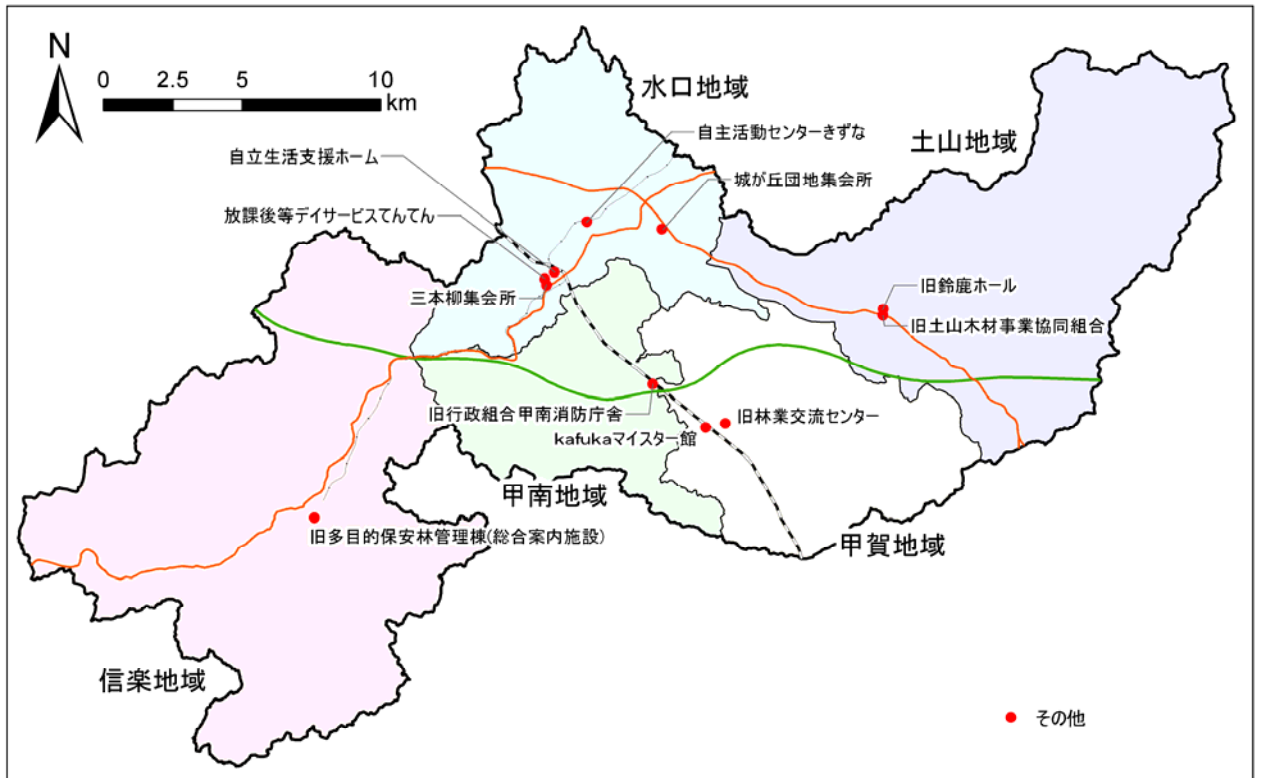 N
0 2.5 5 10
km
水口地域
自主活動センターきずな
土山地域
自立生活支援ホーム
城が丘団地集会所
放課後等デイサービスてんてん
旧鈴鹿ホール
三本柳集会所
旧土山木材事業協同組合
旧行政組合甲南消防庁舎
旧林業交流センター
kafukaマイスター館
甲南地域
旧多目的保安林管理棟(総合案内施設)
甲賀地域
信楽地域
その他